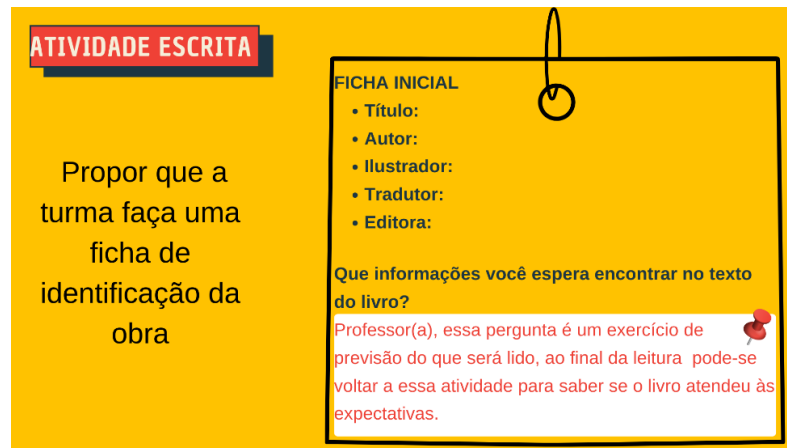 ATIVIDADE ESCRITA
Propor que a
turma faça uma
ficha de
identificação da
obra
FICHA INICIAL
• Título:
• Autor:
• Ilustrador:
• Tradutor:
• Editora:
Que informações você espera encontrar no texto
do livro?
Professor(a), essa pergunta é um exercício de
previsão do que será lido, ao final da leitura pode-se
voltar a essa atividade para saber se o livro atendeu às
expectativas.